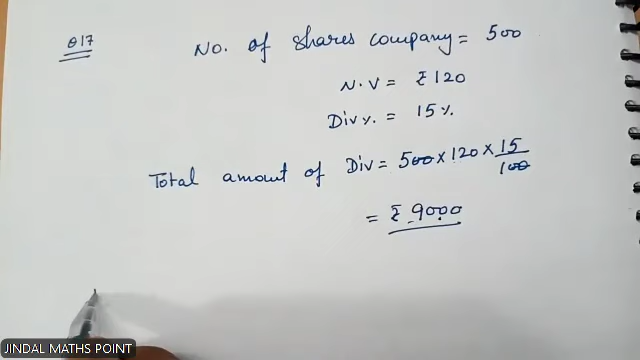 Q17
No. of shares company = 500
N.V = ₹120
Div%. = 15%.
Total amount of Div = 500 x 120 x 15/100
= ₹9000
JINDAL MATHS POINT